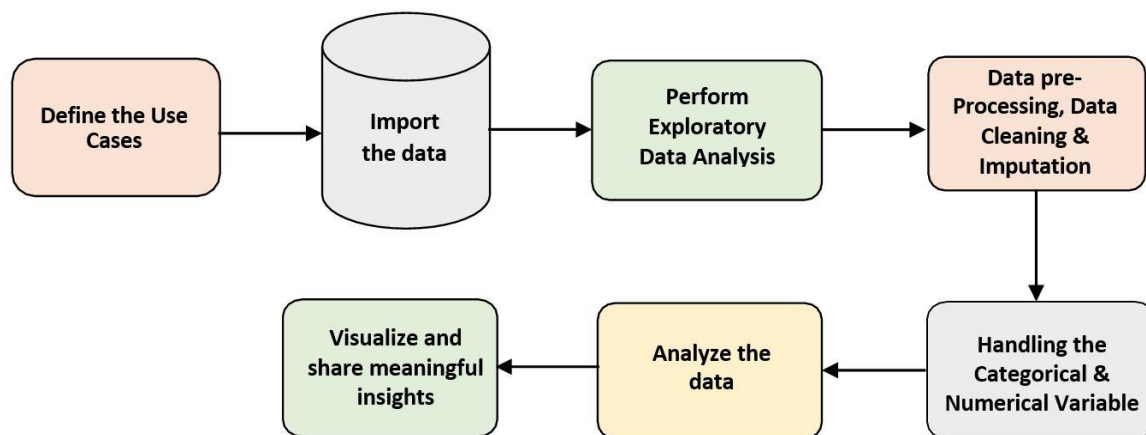 Define the Use
Cases
Import
the data
Perform
Exploratory
Data Analysis
Data pre-
Processing, Data
Cleaning &
Imputation
Handling the
Categorical &
Numerical Variable
Analyze the
data
Visualize and
share meaningful
insights